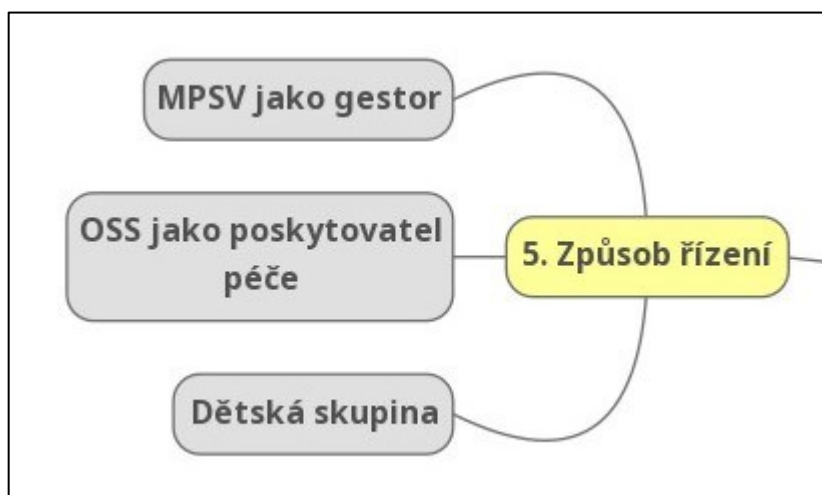 MPSV jako gestor
OSS jako poskytovatel
péče
5. Způsob řízení
Dětská skupina